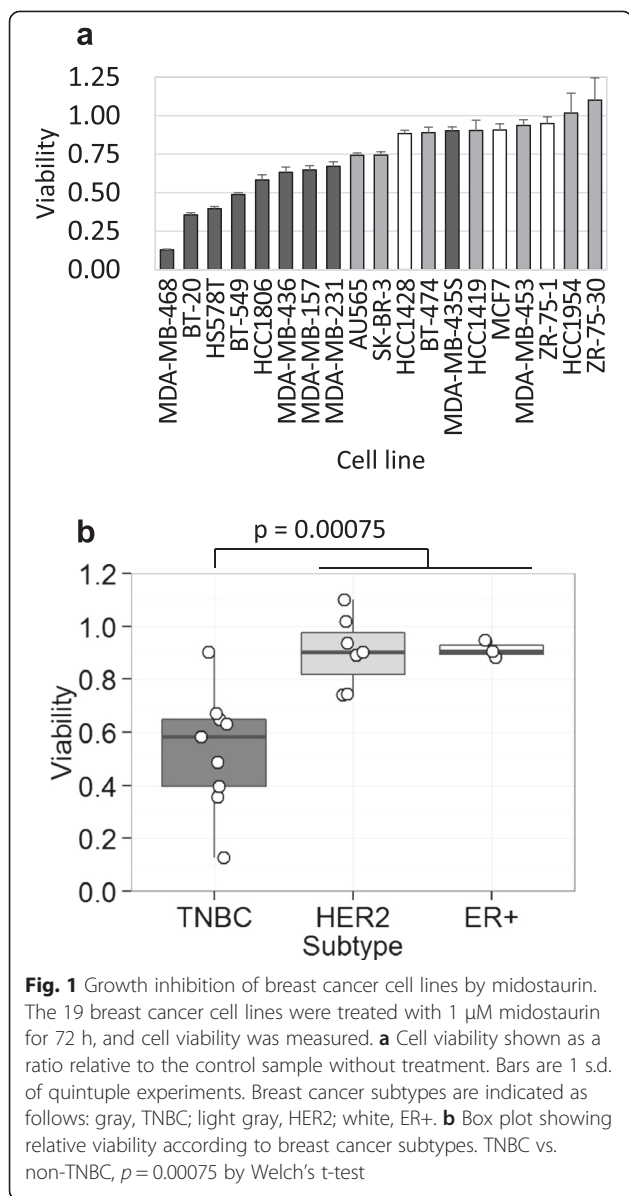 a
1.25
1.00
0.75
0.50
0.25
0.00
Viability
MDA-MB-468
BT-20
HS578T
BT-549
HCC1806
MDA-MB-436
MDA-MB-157
MDA-MB-231
AU565
SK-BR-3
HCC1428
BT-474
MDA-MB-435S
HCC1419
MCF7
MDA-MB-453
ZR-75-1
HCC1954
ZR-75-30
Cell line
b
p = 0.00075
1.2
1.0
0.8
0.6
0.4
0.2
0.0
Viability
TNBC HER2 ER+
Subtype
Fig. 1 Growth inhibition of breast cancer cell lines by midostaurin.
The 19 breast cancer cell lines were treated with 1 μM midostaurin
for 72 h, and cell viability was measured. a Cell viability shown as a
ratio relative to the control sample without treatment. Bars are 1 s.d.
of quintuple experiments. Breast cancer subtypes are indicated as
follows: gray, TNBC; light gray, HER2; white, ER+. b Box plot showing
relative viability according to breast cancer subtypes. TNBC vs.
non-TNBC, p = 0.00075 by Welch's t-test